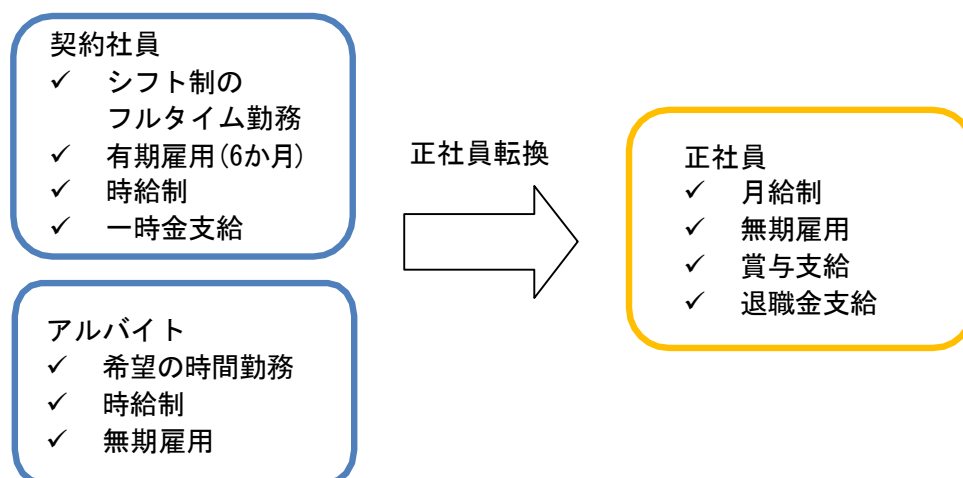 契約社員
✓ シフト制の
フルタイム勤務
✓ 有期雇用(6か月)
✓ 時給制
✓ 一時金支給
アルバイト
✓ 希望の時間勤務
✓ 時給制
✓ 無期雇用
正社員転換
正社員
✓ 月給制
✓ 無期雇用
✓ 賞与支給
✓ 退職金支給